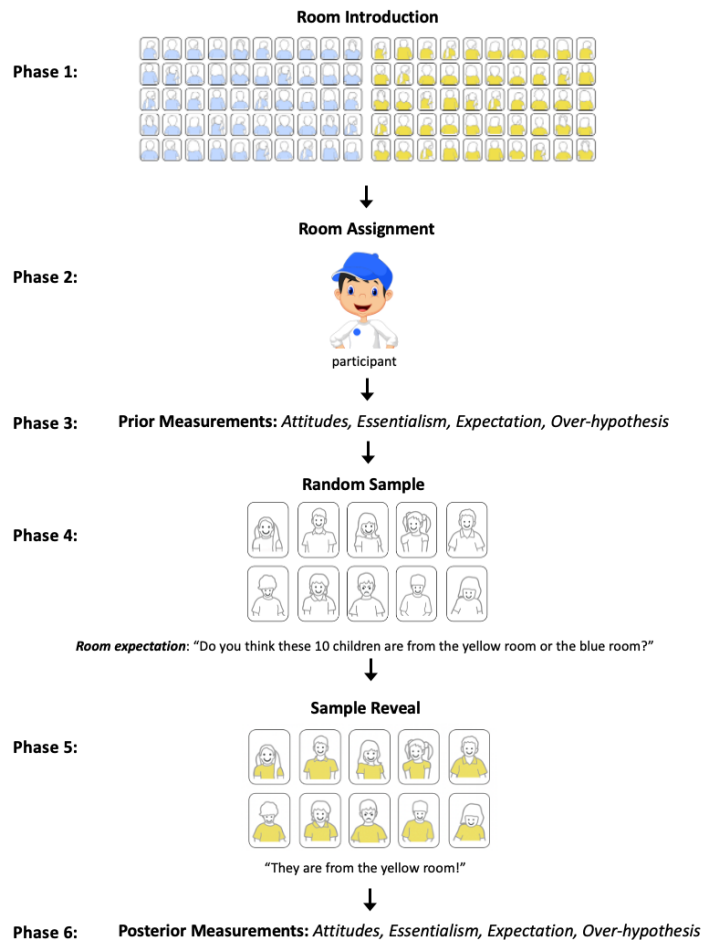 Room Introduction
Phase 1:
Room Assignment
Phase 2:
participant
Phase 3:
Prior Measurements: Attitudes, Essentialism, Expectation, Over-hypothesis
Random Sample
Phase 4:
Room expectation: “Do you think these 10 children are from the yellow room or the blue room?”
Sample Reveal
Phase 5:
“They are from the yellow room!”
Phase 6:
Posterior Measurements: Attitudes, Essentialism, Expectation, Over-hypothesis